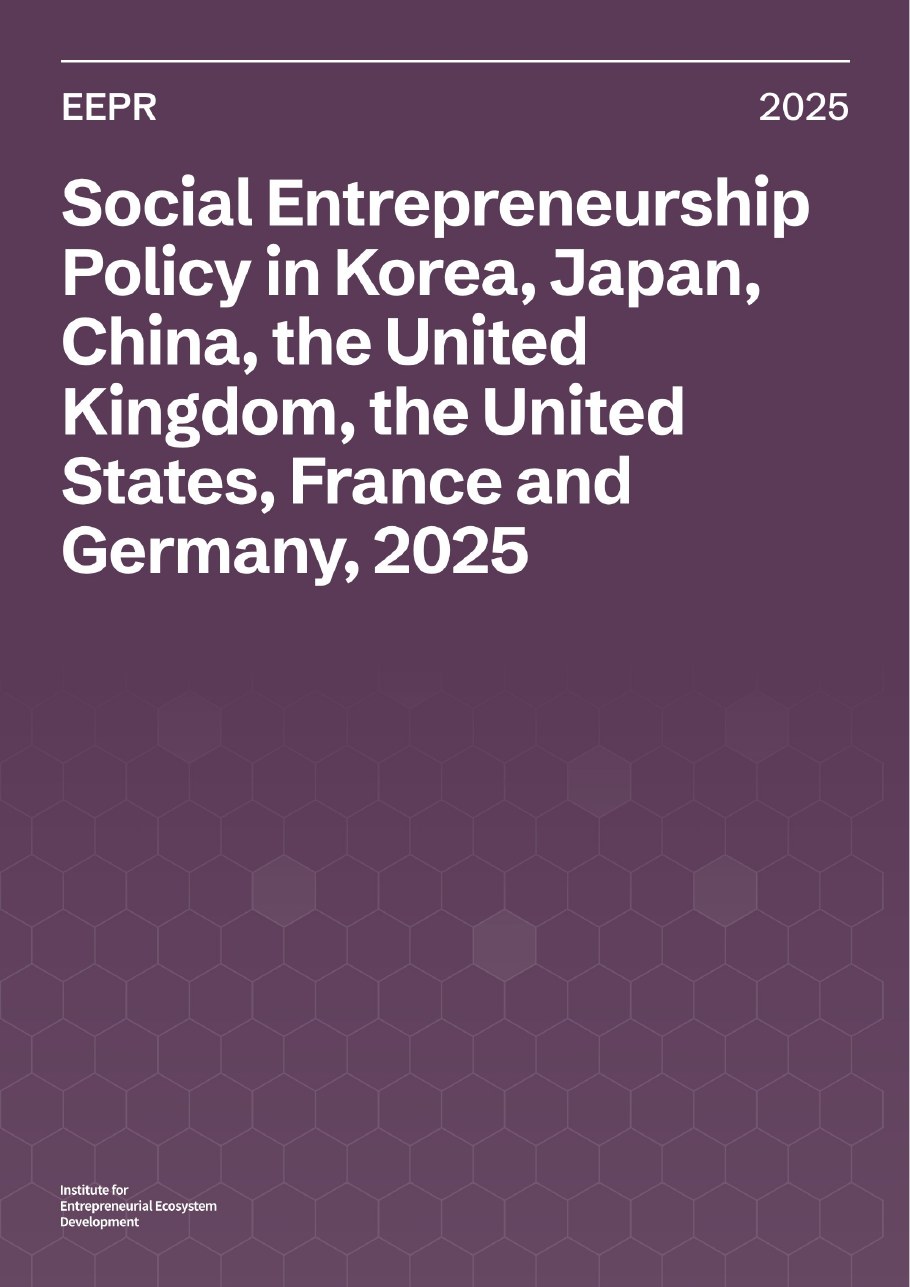 EEPR
2025
Social Entrepreneurship
Policy in Korea, Japan,
China, the United
Kingdom, the United
States, France and
Germany, 2025
Institute for
Entrepreneurial Ecosystem
Development